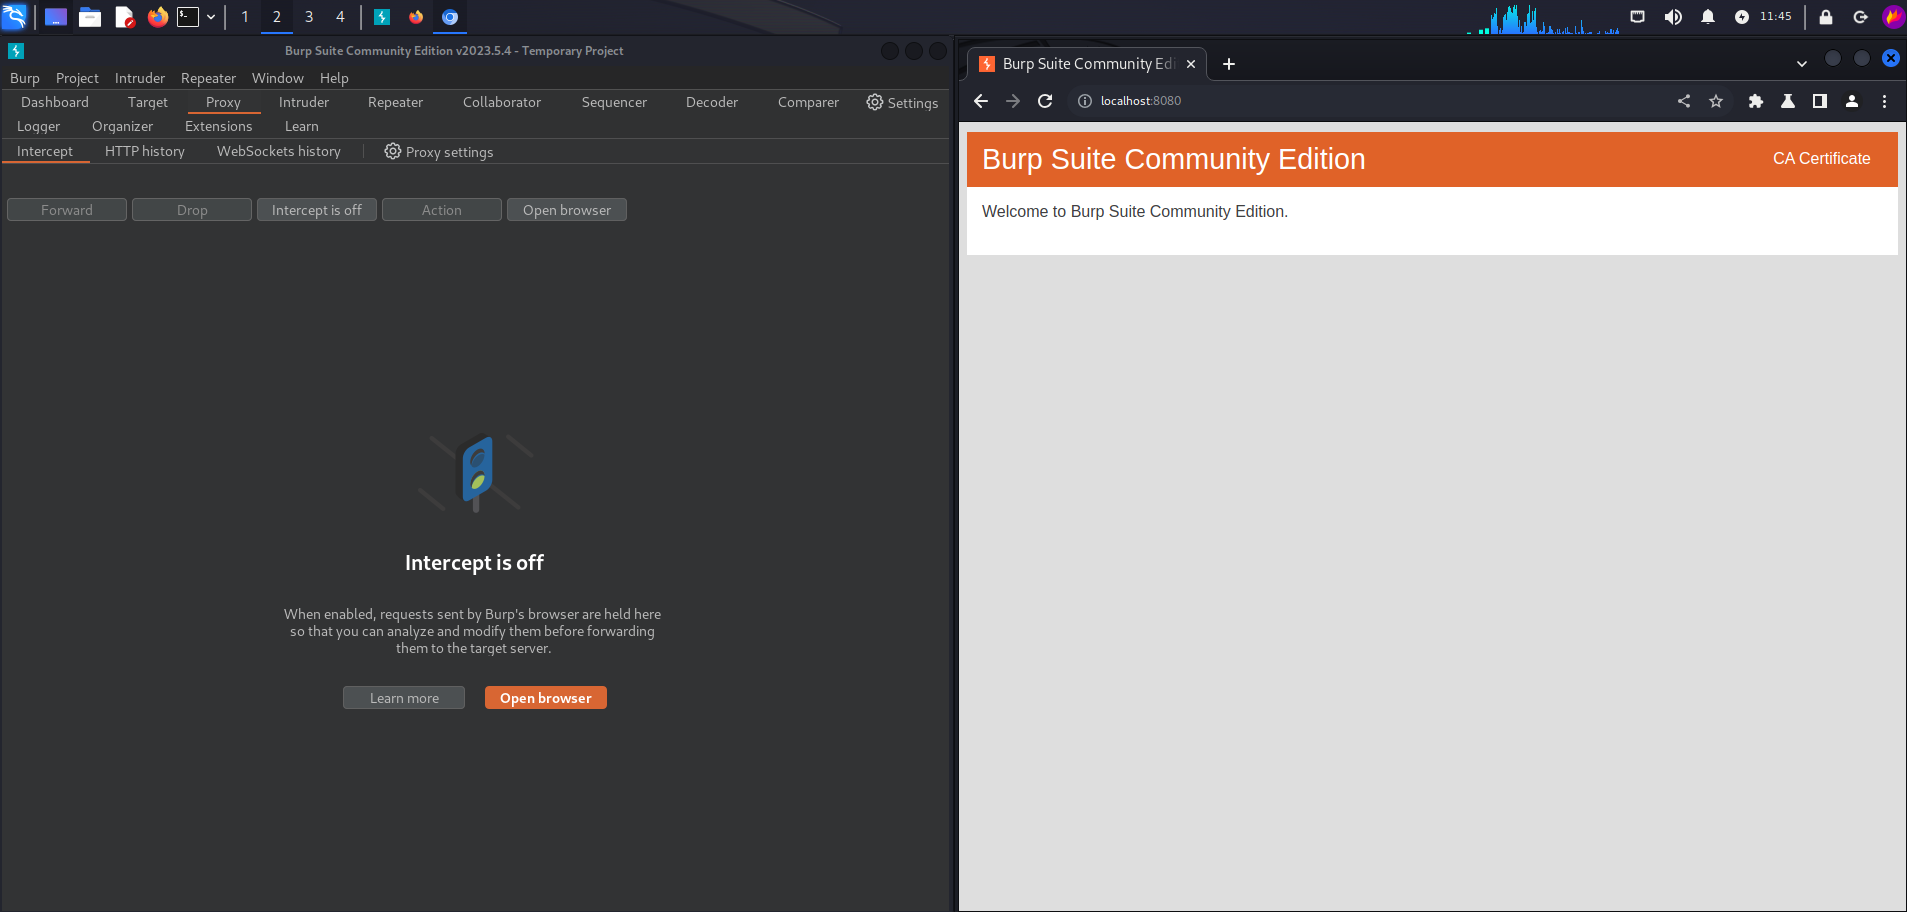 1 2 3 4 11:45
Burp Suite Community Edition v2023.5.4 - Temporary Project
Burp Project Intruder Repeater Window Help
Dashboard Target Proxy Intruder Repeater Collaborator Sequencer Decoder Comparer Settings
Logger Organizer Extensions Learn
Intercept HTTP history WebSockets history Proxy settings
Forward Drop Intercept is off Action Open browser
Intercept is off
When enabled, requests sent by Burp's browser are held here
so that you can analyze and modify them before forwarding
them to the target server.
Learn more Open browser
Burp Suite Community Edi
localhost:8080
Burp Suite Community Edition CA Certificate
Welcome to Burp Suite Community Edition.